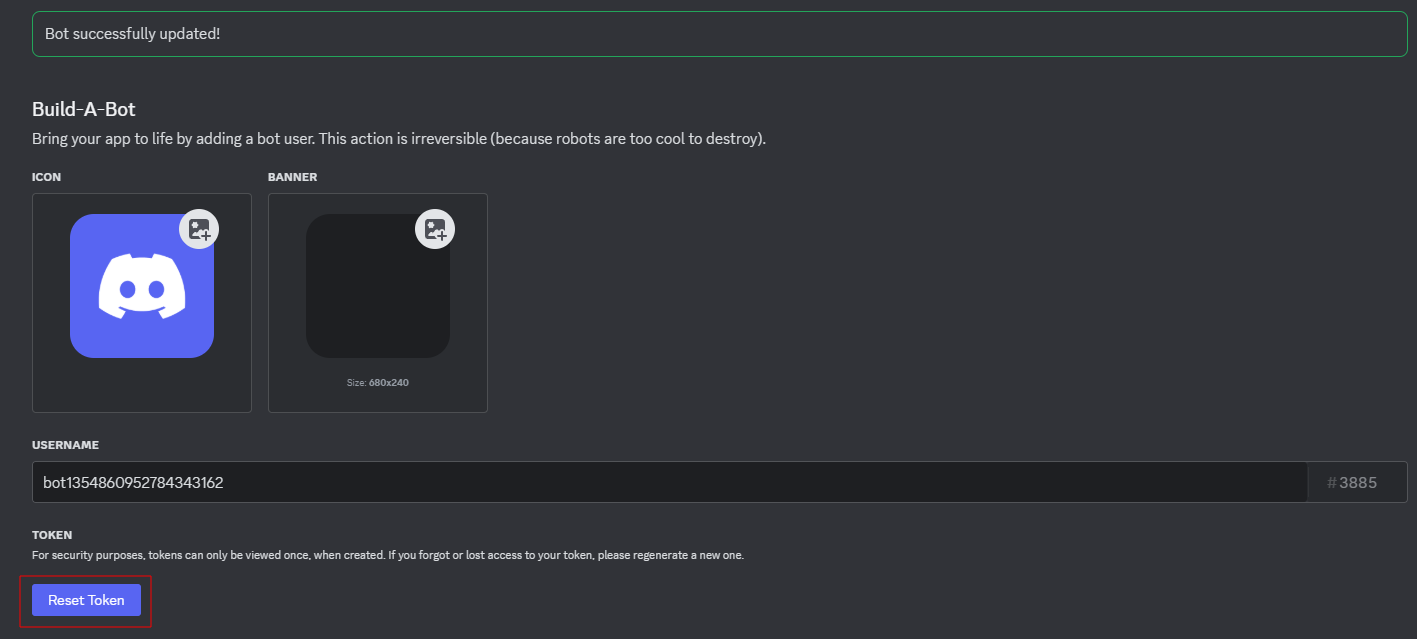 Bot successfully updated!
Build-A-Bot
Bring your app to life by adding a bot user. This action is irreversible (because robots are too cool to destroy).
ICON
BANNER
Size: 680x240
USERNAME
bot1354860952784343162
#3885
TOKEN
For security purposes, tokens can only be viewed once, when created. If you forgot or lost access to your token, please regenerate a new one.
Reset Token